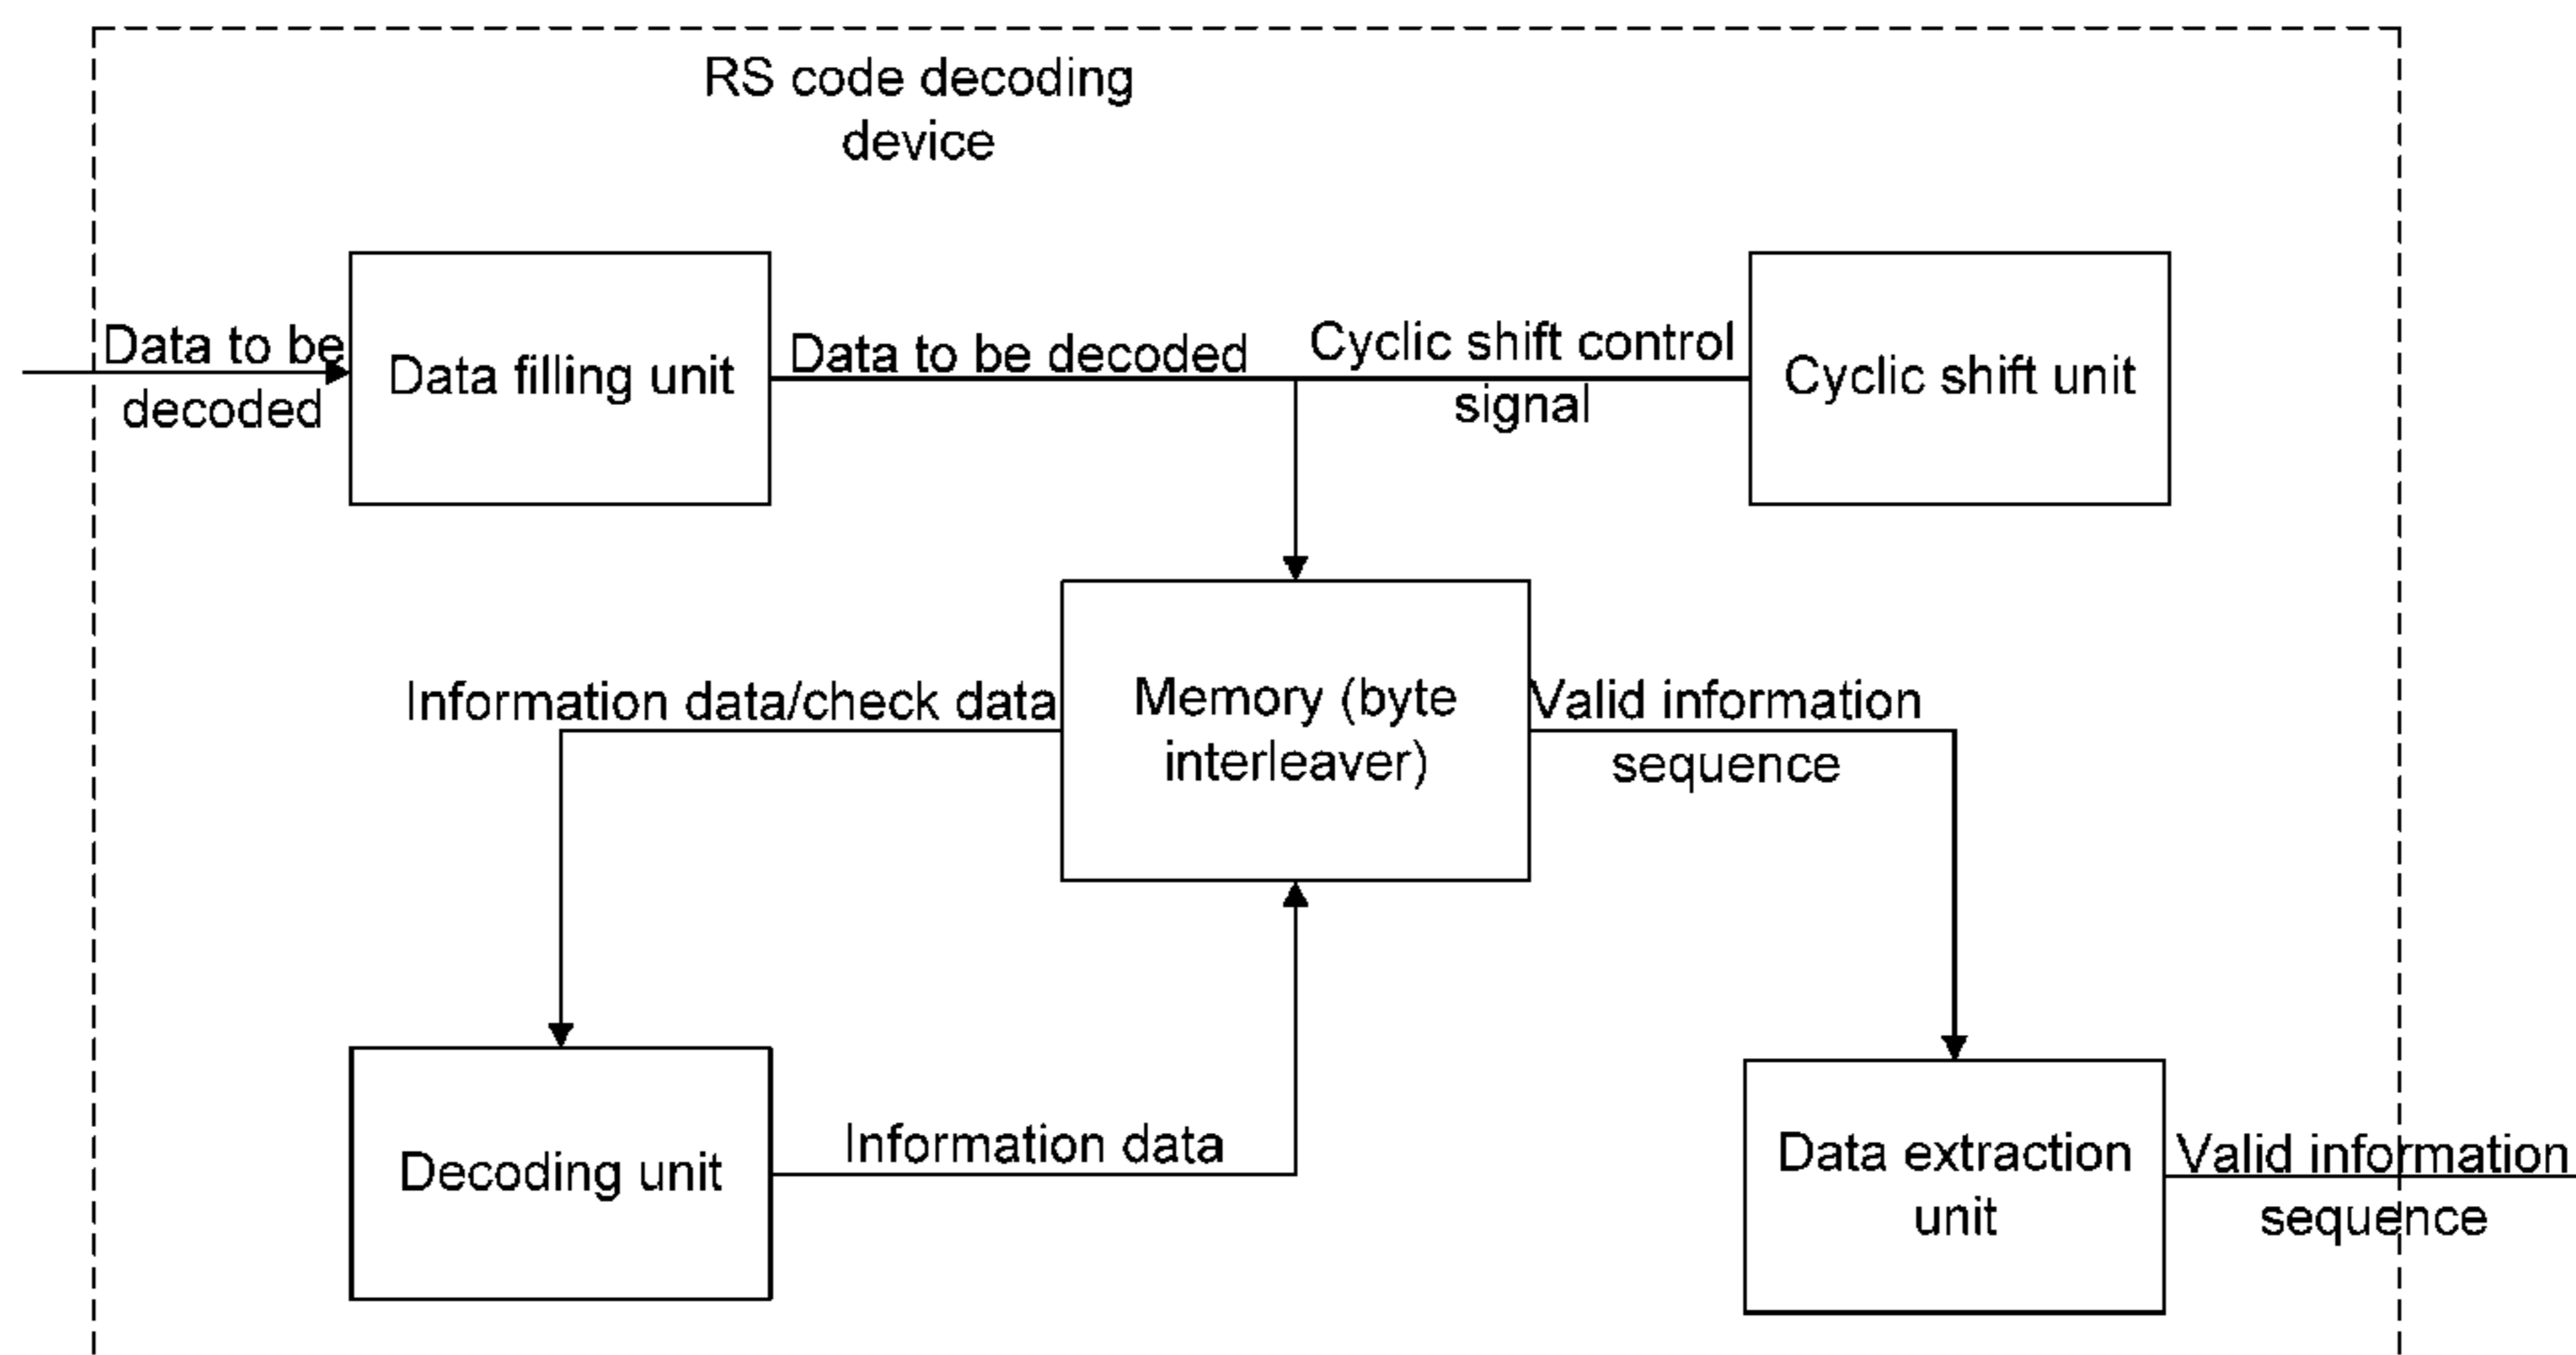 RS code decoding
device
Data to be
decoded
Data filling unit
Data to be decoded
Cyclic shift control
signal
Cyclic shift unit
Information data/check data
Memory (byte
interleaver)
Valid information
sequence
Decoding unit
Information data
Data extraction
unit
Valid information
sequence